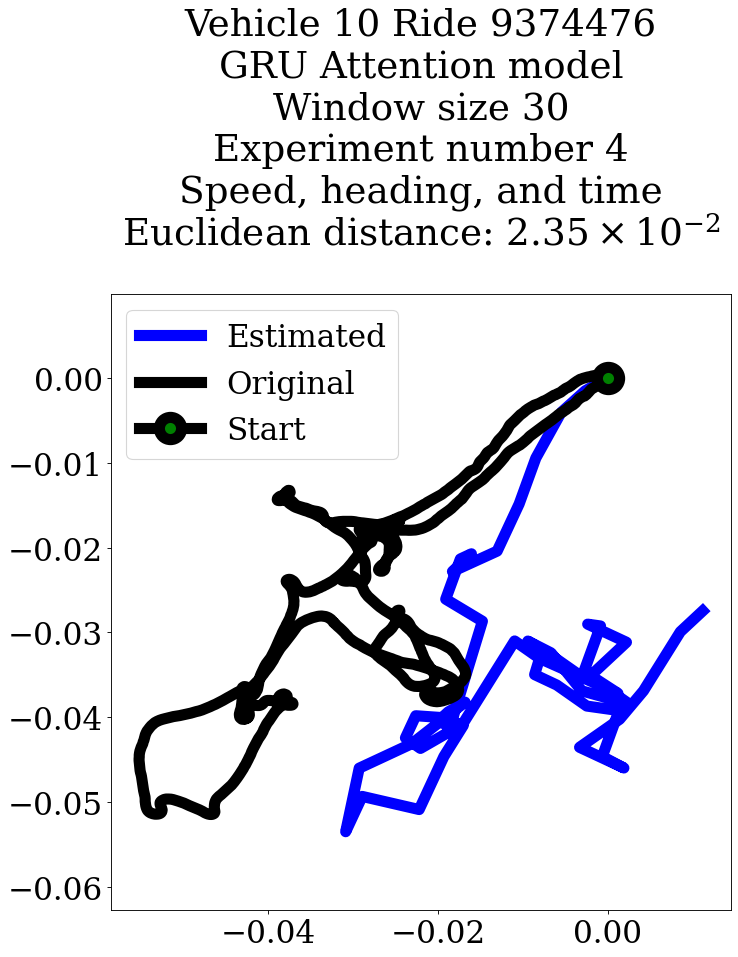 Vehicle 10 Ride 9374476
GRU Attention model
Window size 30
Experiment number 4
Speed, heading, and time
Euclidean distance: 2.35 × 10⁻²
Estimated
Original
Start
0.00
−0.01
−0.02
−0.03
−0.04
−0.05
−0.06
−0.04
−0.02
0.00